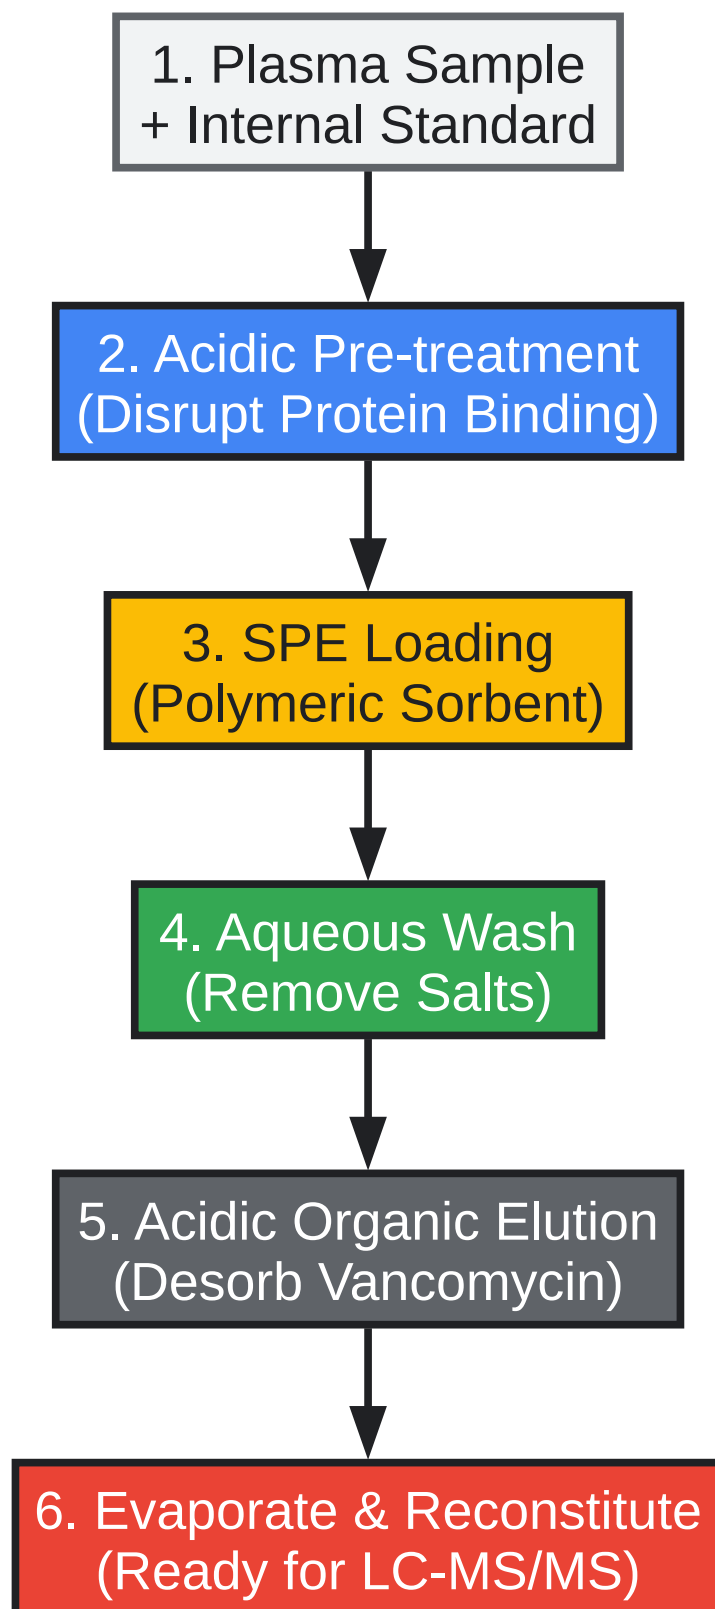 1. Plasma Sample
+ Internal Standard
2. Acidic Pre-treatment
(Disrupt Protein Binding)
3. SPE Loading
(Polymeric Sorbent)
4. Aqueous Wash
(Remove Salts)
5. Acidic Organic Elution
(Desorb Vancomycin)
6. Evaporate & Reconstitute
(Ready for LC-MS/MS)